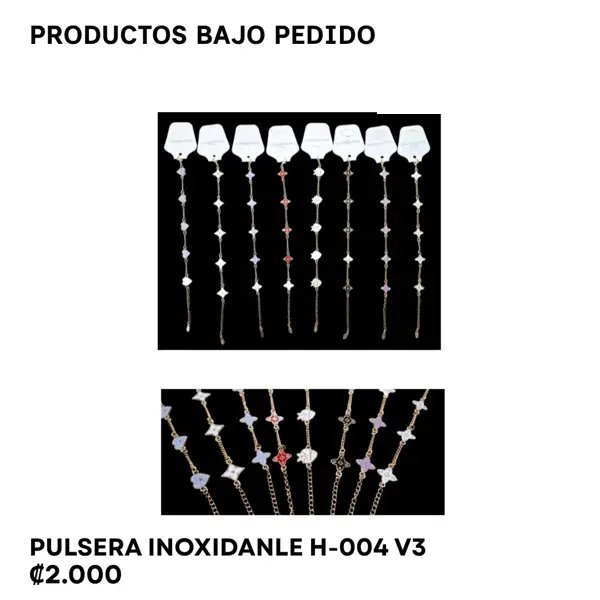 PRODUCTOS BAJO PEDIDO
PULSERA INOXIDANLE H-004 V3
₡2.000